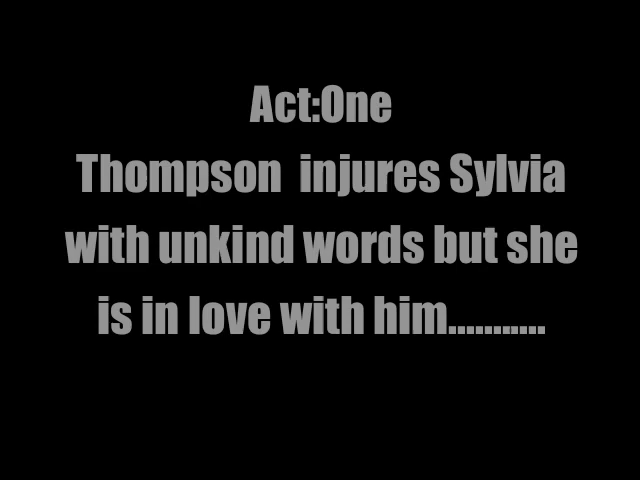 Act:One
Thompson  injures Sylvia
with unkind words but she
is in love with him...........